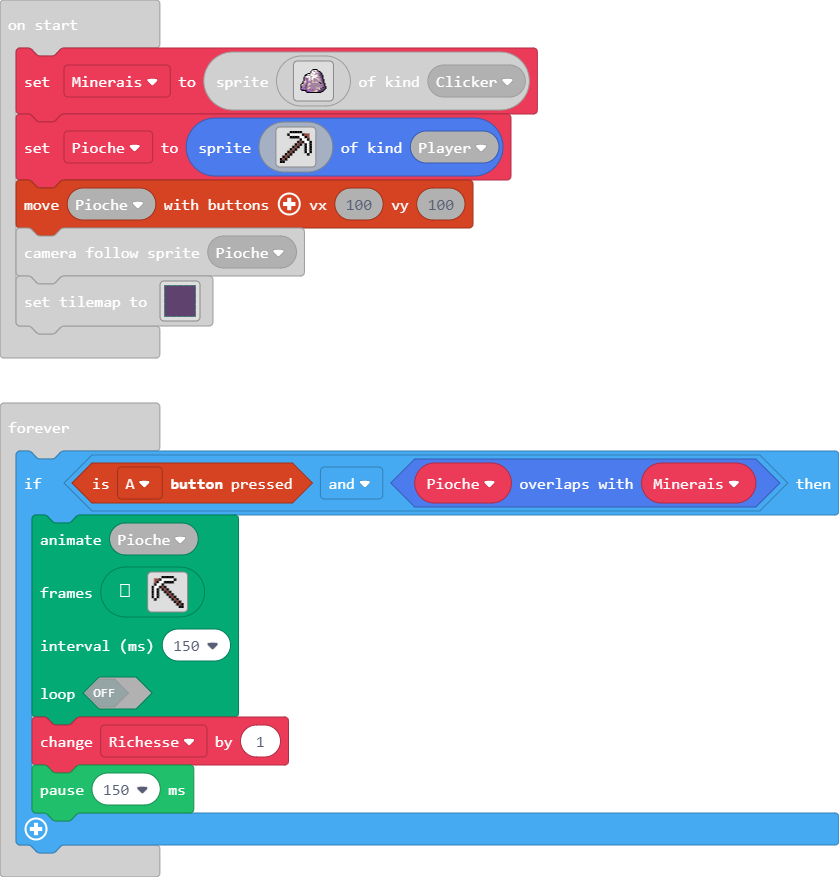 on start
set Minerais to sprite of kind Clicker
set Pioche to sprite of kind Player
move Pioche with buttons vx 100 vy 100
camera follow sprite Pioche
set tilemap to
forever
if is A button pressed and Pioche overlaps with Minerais then
animate Pioche
frames
interval (ms) 150
loop OFF
change Richesse by 1
pause 150 ms